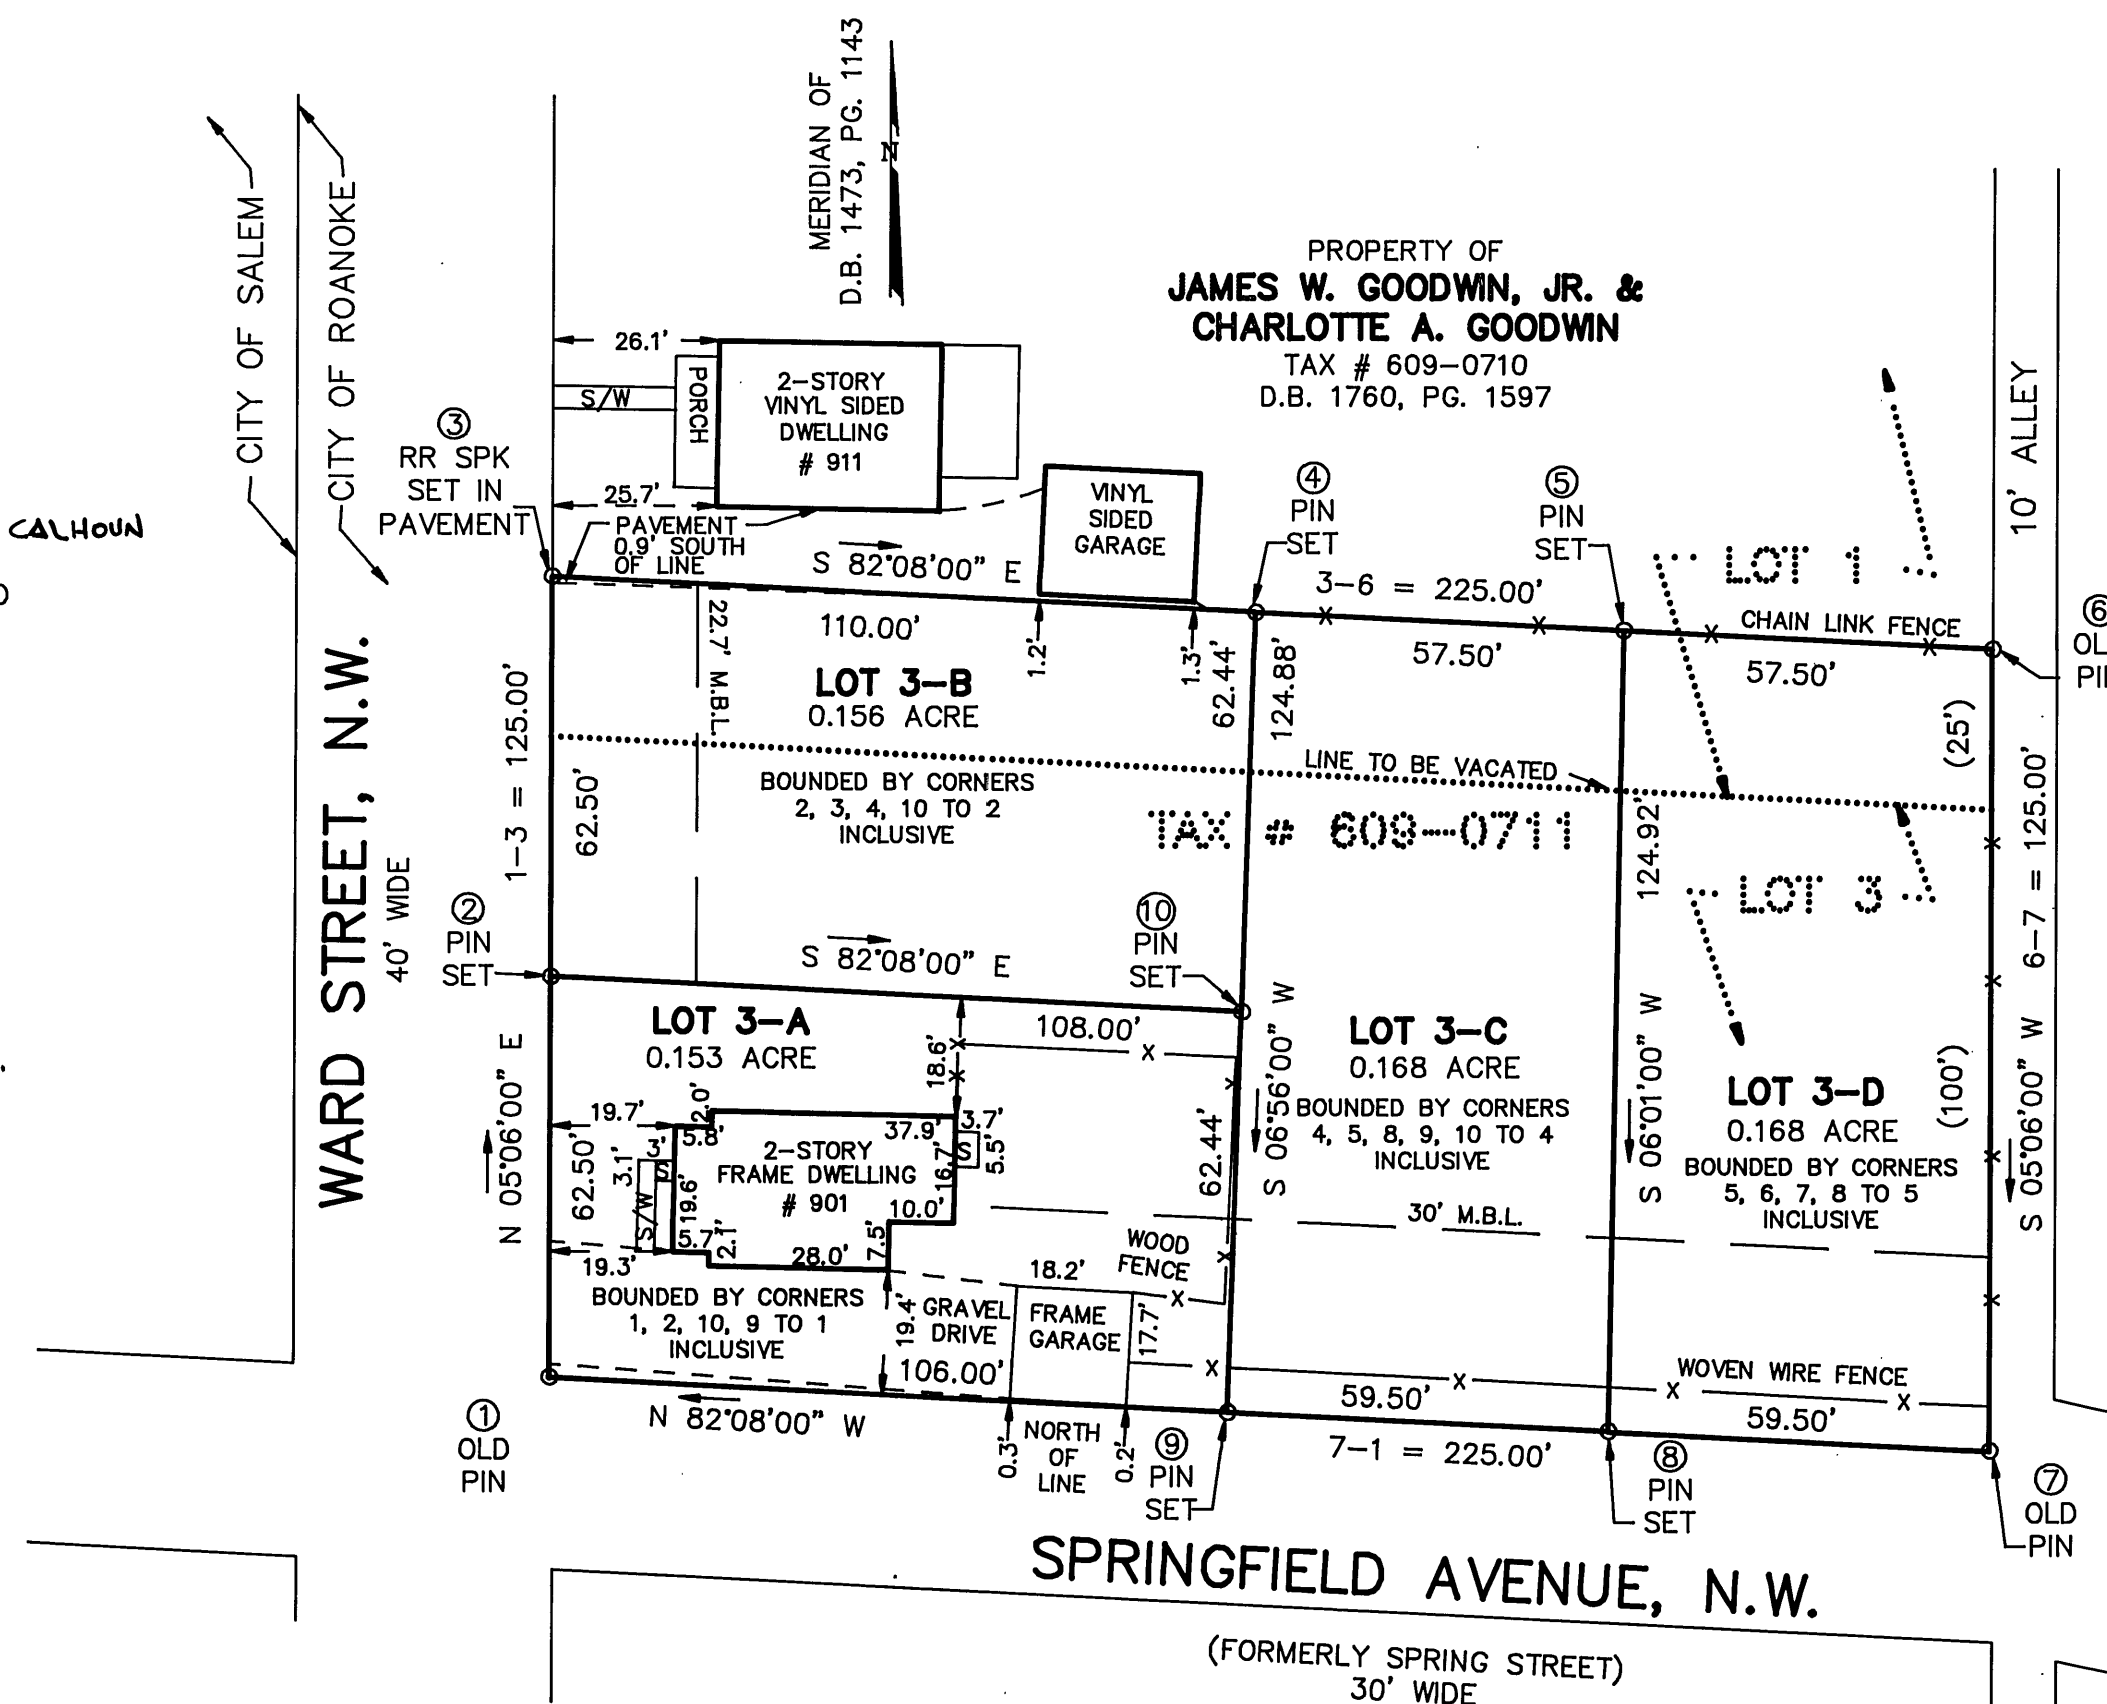 MERIDIAN OF
D.B. 1473, PG. 1143
N
CITY OF SALEM
CITY OF ROANOKE
CALHOUN
PROPERTY OF
JAMES W. GOODWIN, JR. &
CHARLOTTE A. GOODWIN
TAX # 609-0710
D.B. 1760, PG. 1597
10' ALLEY
26.1'
S/W
PORCH
2-STORY
VINYL SIDED
DWELLING
# 911
25.7'
PAVEMENT
0.9' SOUTH
OF LINE
VINYL
SIDED
GARAGE
3
RR SPK
SET IN
PAVEMENT
4
PIN
SET
5
PIN
SET
6
LOT 1
S 82°08'00" E
3-6 = 225.00'
CHAIN LINK FENCE
110.00'
1.2'
1.3'
57.50'
57.50'
22.7' M.B.L.
LOT 3-B
0.156 ACRE
62.44'
124.88'
(25')
WARD STREET, N.W.
40' WIDE
1-3 = 125.00'
62.50'
LINE TO BE VACATED
BOUNDED BY CORNERS
2, 3, 4, 10 TO 2
INCLUSIVE
TAX # 609-0711
124.92'
LOT 3
6-7 = 125.00'
2
PIN
SET
10
PIN
SET
S 82°08'00" E
108.00'
LOT 3-A
0.153 ACRE
18.6'
LOT 3-C
0.168 ACRE
BOUNDED BY CORNERS
4, 5, 8, 9, 10 TO 4
INCLUSIVE
S 06°56'00" W
S 06°01'00" W
LOT 3-D
0.168 ACRE
BOUNDED BY CORNERS
5, 6, 7, 8 TO 5
INCLUSIVE
(100')
S 05°06'00" W
N 05°06'00" E
62.50'
19.7'
2.0'
5.8'
37.9'
3.7'
S
5.5'
3'
3.1'
S
S/W
19.6'
2-STORY
FRAME DWELLING
# 901
16.7'
10.0'
62.44'
5.7'
2.1'
28.0'
7.5'
30' M.B.L.
19.3'
WOOD
FENCE
18.2'
BOUNDED BY CORNERS
1, 2, 10, 9 TO 1
INCLUSIVE
19.4'
GRAVEL
DRIVE
FRAME
GARAGE
17.7'
106.00'
WOVEN WIRE FENCE
59.50'
59.50'
N 82°08'00" W
7-1 = 225.00'
1
OLD
PIN
0.3'
NORTH
OF
LINE
0.2'
9
PIN
SET
8
PIN
SET
7
OLD
PIN
SPRINGFIELD AVENUE, N.W.
(FORMERLY SPRING STREET)
30' WIDE